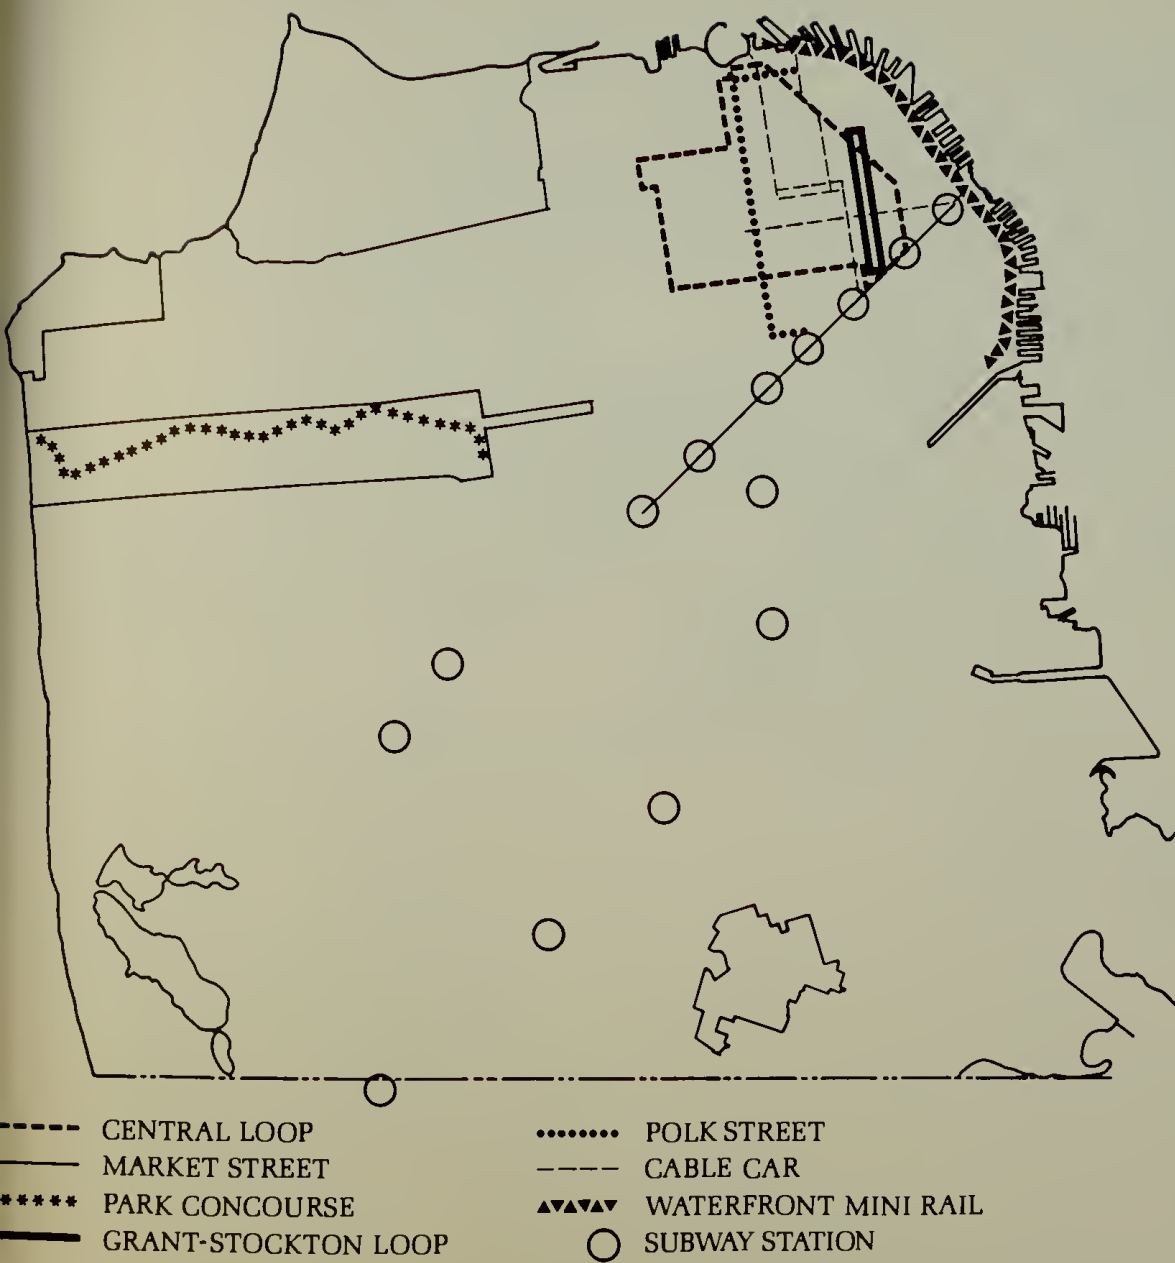 CENTRAL LOOP
MARKET STREET
PARK CONCOURSE
GRANT-STOCKTON LOOP
POLK STREET
CABLE CAR
WATERFRONT MINI RAIL
SUBWAY STATION